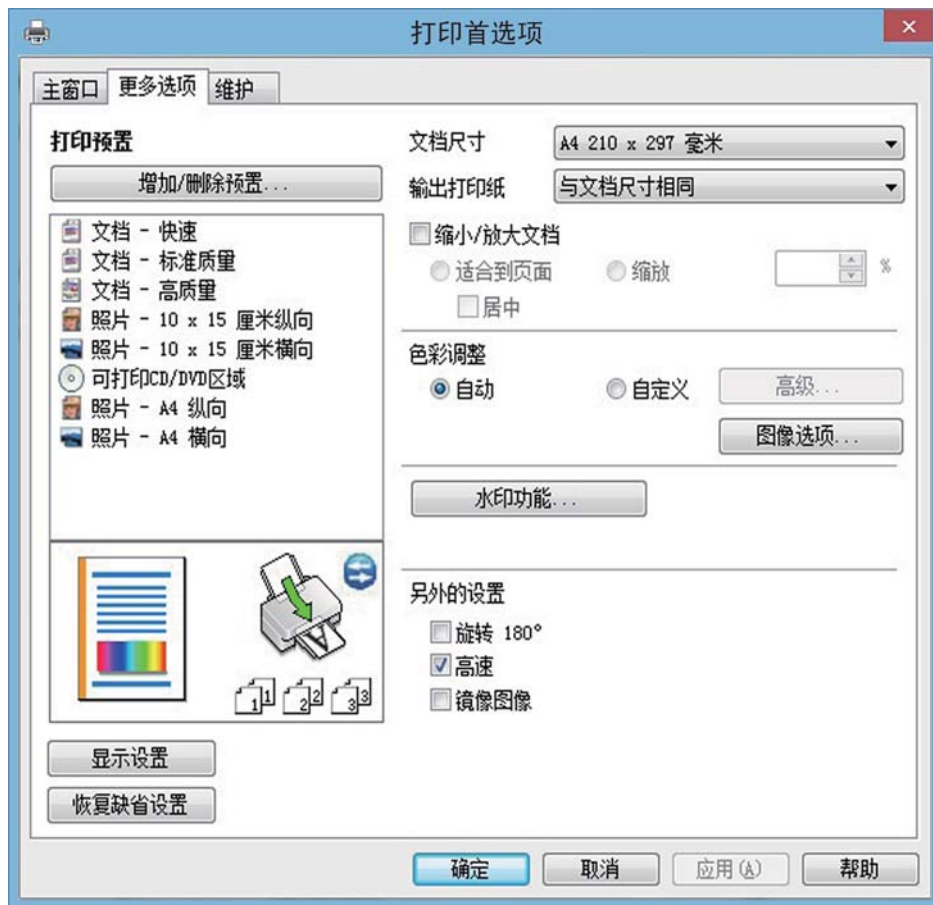 打印首选项
主窗口 更多选项 维护
打印预置
增加/删除预置...
文档 - 快速
文档 - 标准质量
文档 - 高质量
照片 - 10 x 15 厘米纵向
照片 - 10 x 15 厘米横向
可打印CD/DVD区域
照片 - A4 纵向
照片 - A4 横向
1 1 2 2 3 3
显示设置
恢复缺省设置
文档尺寸 A4 210 x 297 毫米
输出打印纸 与文档尺寸相同
缩小/放大文档
适合到页面 缩放 %
居中
色彩调整
自动 自定义 高级...
图像选项...
水印功能...
另外的设置
旋转 180°
高速
镜像图像
确定 取消 应用(A) 帮助